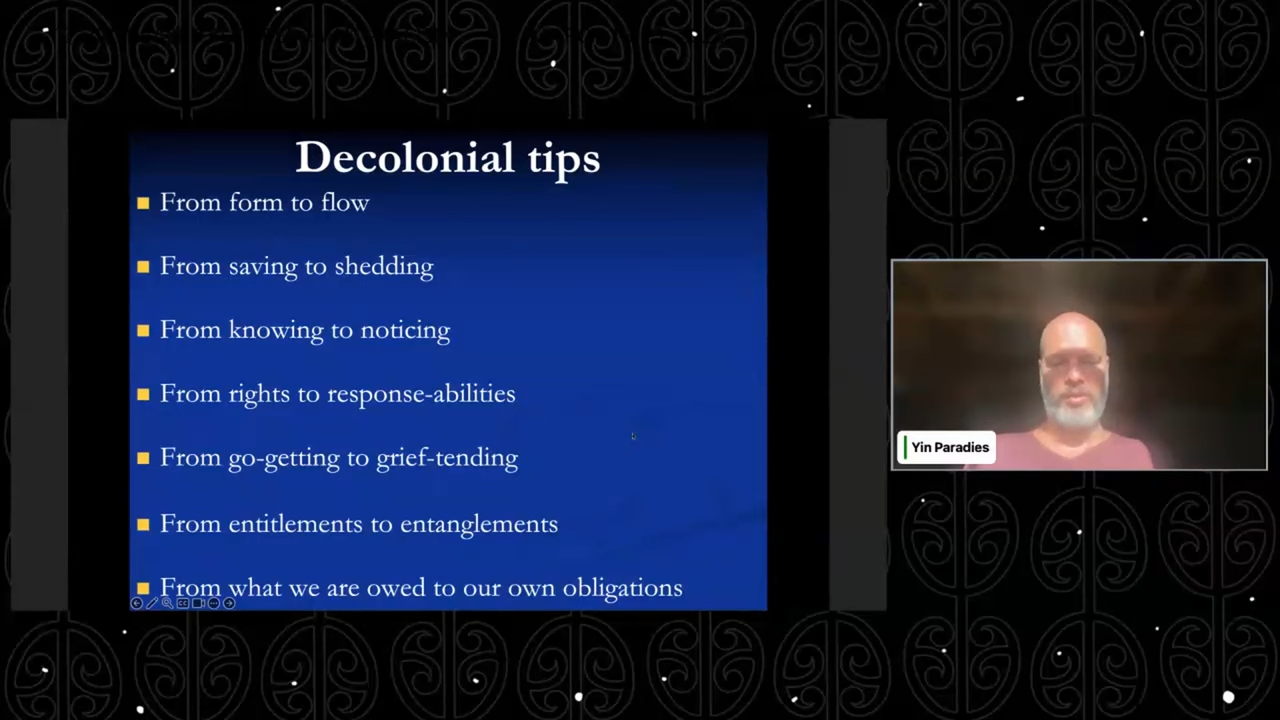 Decolonial tips
From form to flow
From saving to shedding
From knowing to noticing
From rights to response-abilities
From go-getting to grief-tending
From entitlements to entanglements
From what we are owed to our own obligations
Yin Paradies